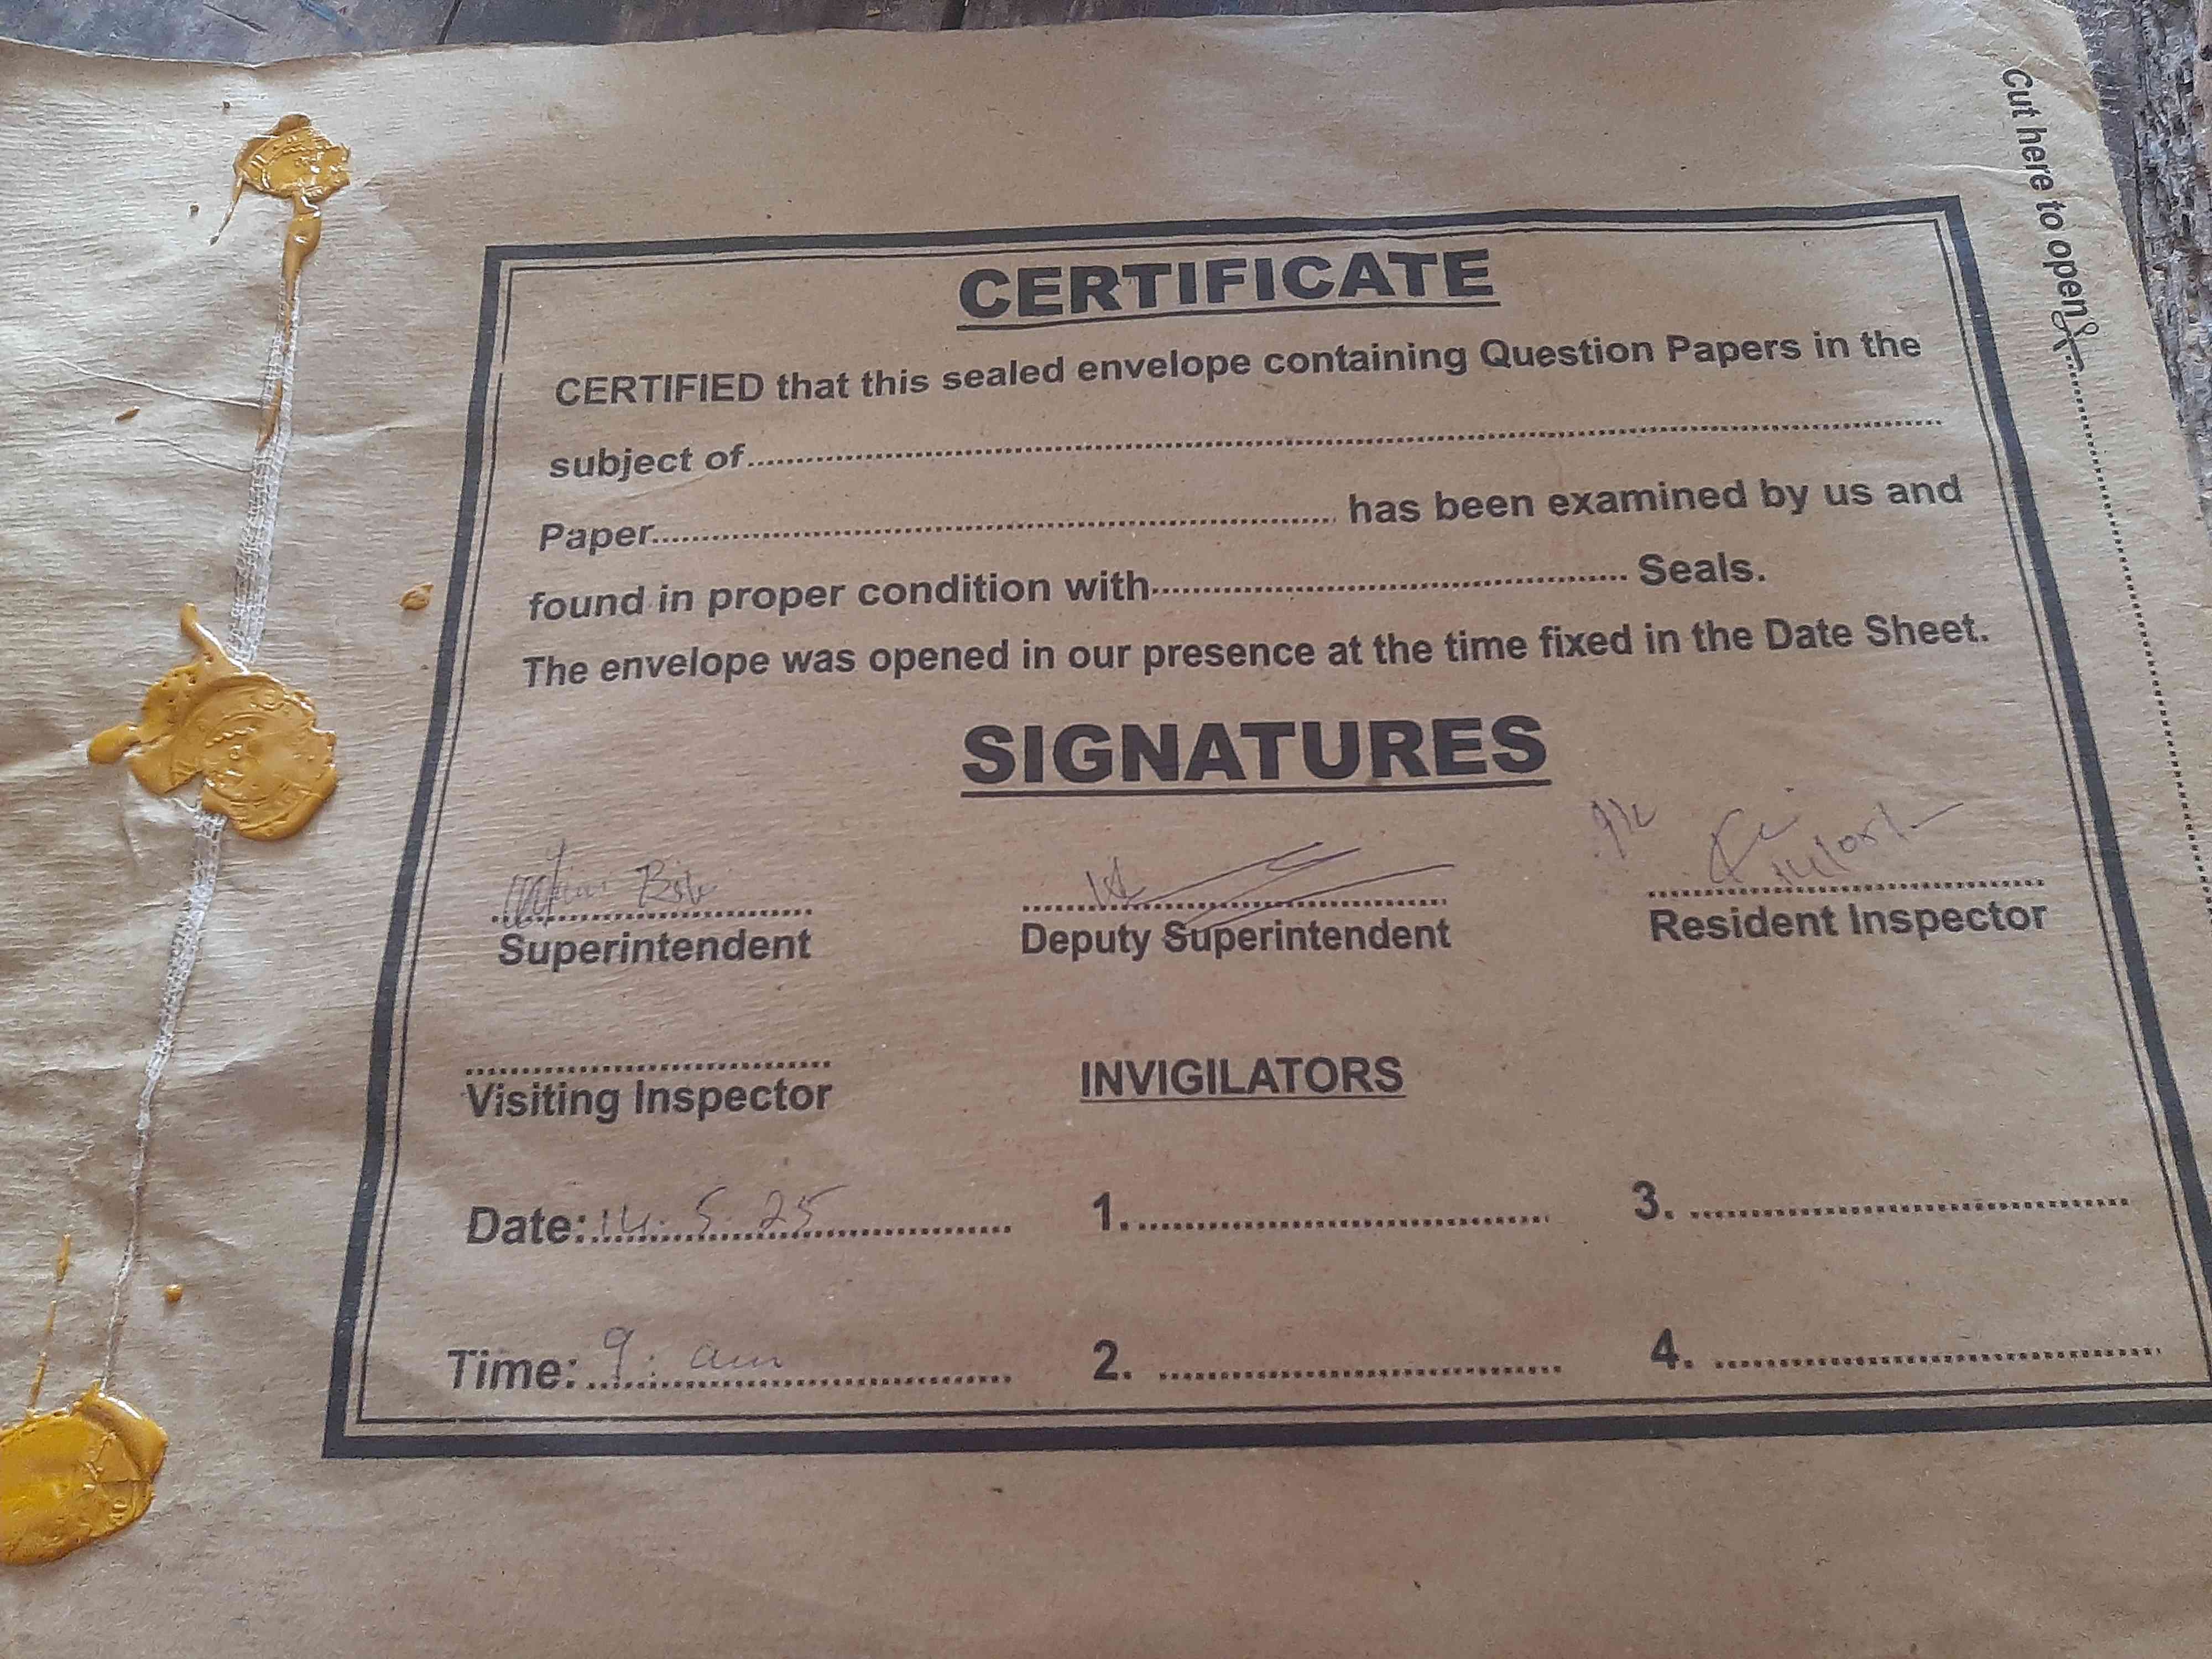 Cut here to open
CERTIFICATE
CERTIFIED that this sealed envelope containing Question Papers in the
subject of
Paper has been examined by us and
found in proper condition with Seals.
The envelope was opened in our presence at the time fixed in the Date Sheet.
SIGNATURES
Superintendent Deputy Superintendent Resident Inspector
Visiting Inspector INVIGILATORS
Date: 14.5.25 1. 3.
Time: 9: am 2. 4.